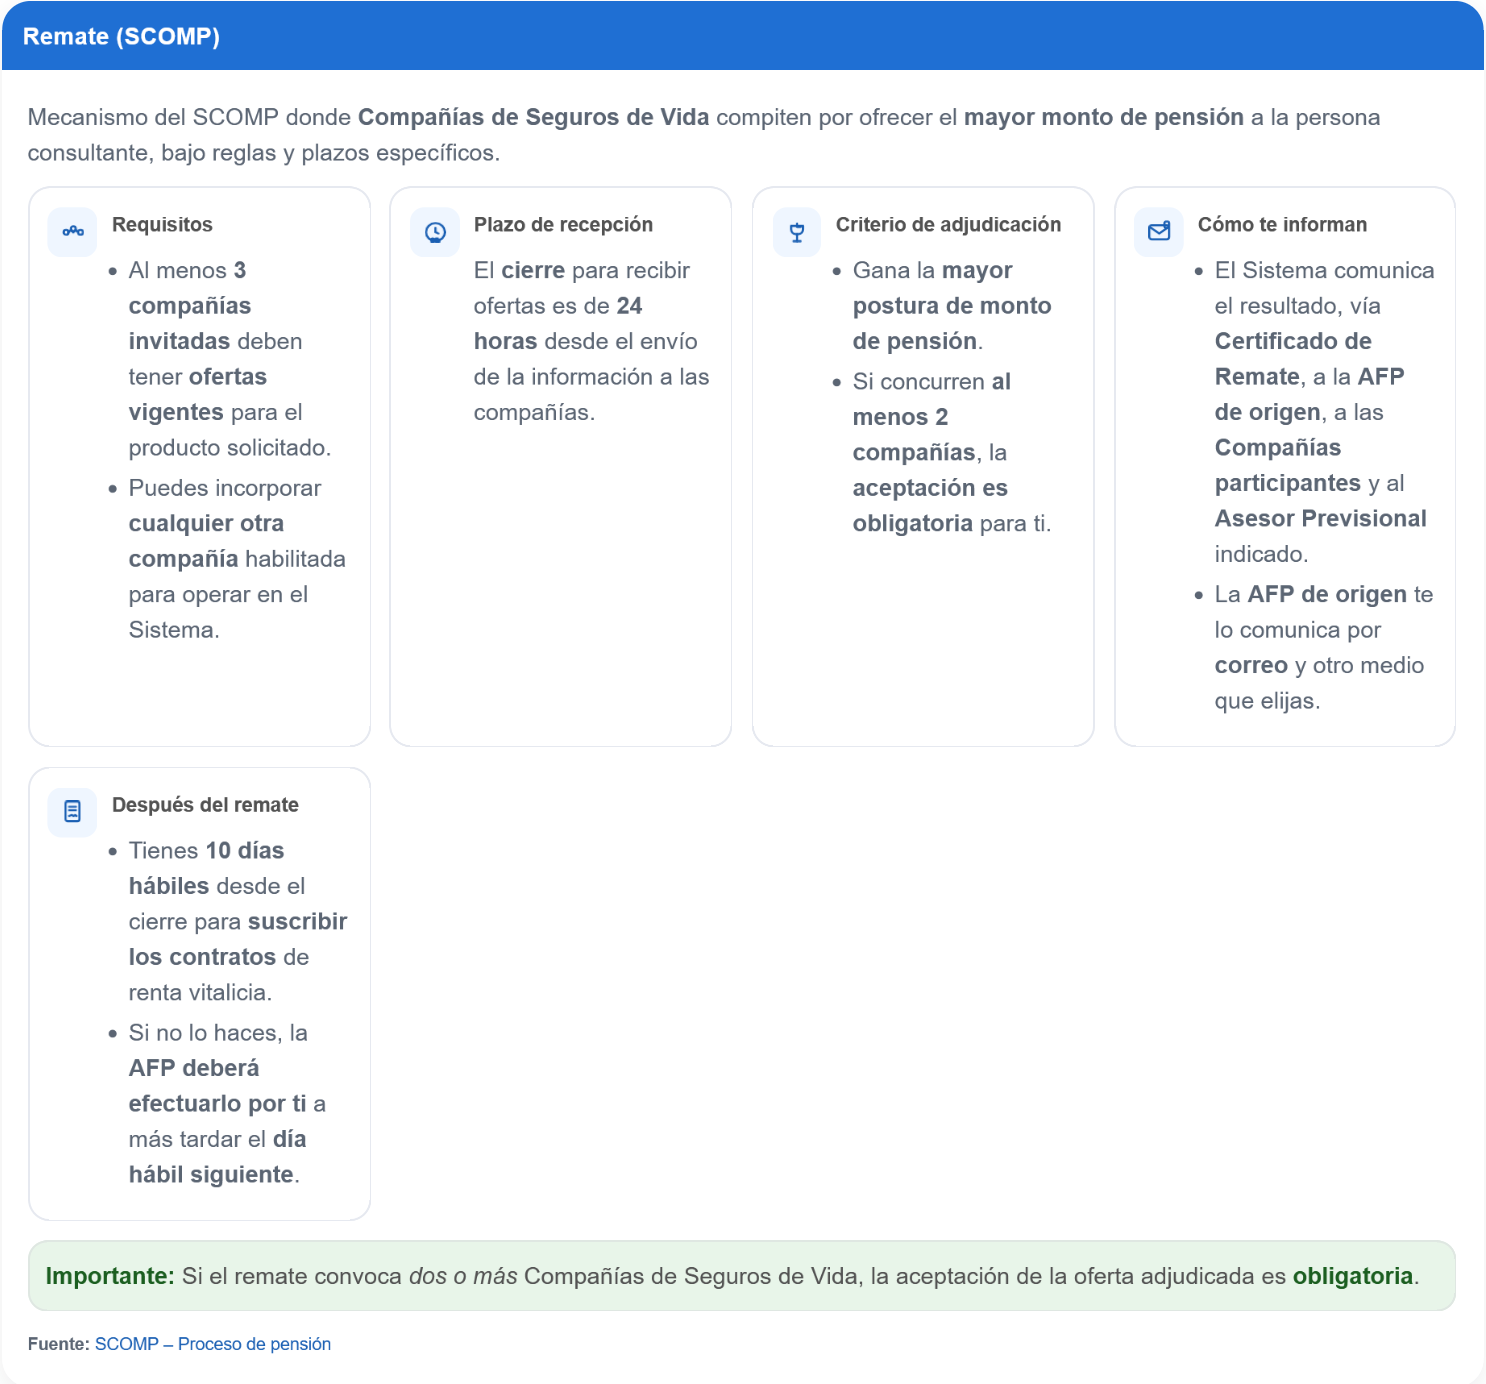 Remate (SCOMP)
Mecanismo del SCOMP donde Compañías de Seguros de Vida compiten por ofrecer el mayor monto de pensión a la persona
consultante, bajo reglas y plazos específicos.
Requisitos
• Al menos 3
compañías
invitadas deben
tener ofertas
vigentes para el
producto solicitado.
• Puedes incorporar
cualquier otra
compañía habilitada
para operar en el
Sistema.
Plazo de recepción
El cierre para recibir
ofertas es de 24
horas desde el envío
de la información a las
compañías.
Criterio de adjudicación
• Gana la mayor
postura de monto
de pensión.
• Si concurren al
menos 2
compañías, la
aceptación es
obligatoria para ti.
Cómo te informan
• El Sistema comunica
el resultado, vía
Certificado de
Remate, a la AFP
de origen, a las
Compañías
participantes y al
Asesor Previsional
indicado.
• La AFP de origen te
lo comunica por
correo y otro medio
que elijas.
Después del remate
• Tienes 10 días
hábiles desde el
cierre para suscribir
los contratos de
renta vitalicia.
• Si no lo haces, la
AFP deberá
efectuarlo por ti a
más tardar el día
hábil siguiente.
Importante: Si el remate convoca dos o más Compañías de Seguros de Vida, la aceptación de la oferta adjudicada es obligatoria.
Fuente: SCOMP – Proceso de pensión